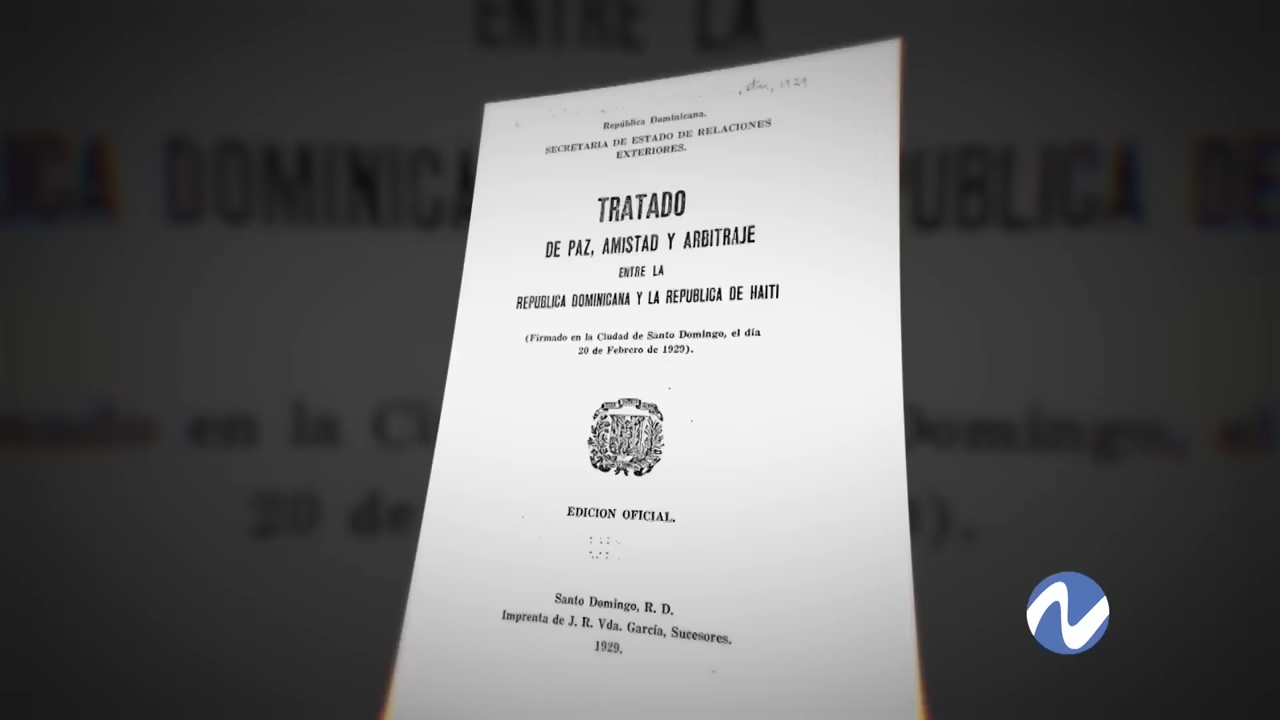 República Dominicana.
SECRETARIA DE ESTADO DE RELACIONES
EXTERIORES.
TRATADO
DE PAZ, AMISTAD Y ARBITRAJE
ENTRE LA
REPUBLICA DOMINICANA Y LA REPUBLICA DE HAITI
(Firmado en la Ciudad de Santo Domingo, el día
20 de Febrero de 1929).
EDICION OFICIAL.
Santo Domingo, R. D.
Imprenta de J. R. Vda. García, Sucesores.
1929.